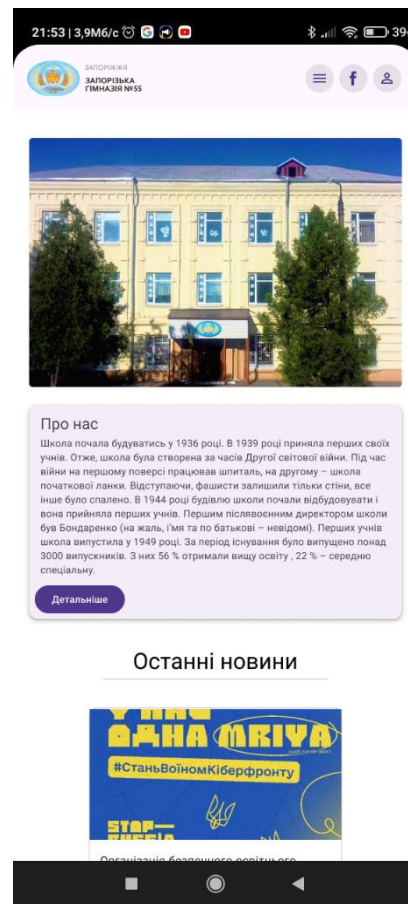 21:53 | 3,9Мб/с
39
ЗАПОРІЖЖЯ
ЗАПОРІЗЬКА
ГІМНАЗІЯ №55
f
Про нас
Школа почала будуватись у 1936 році. В 1939 році приняла перших своїх
учнів. Отже, школа була створена за часів Другої світової війни. Під час
війни на першому поверсі працював шпиталь, на другому – школа
початкової ланки. Відступаючи, фашисти залишили тільки стіни, все
інше було спалено. В 1944 році будівлю школи почали відбудовувати і
вона прийняла перших учнів. Першим післявоєнним директором школи
був Бондаренко (на жаль, і'мя та по батькові – невідомі). Перших учнів
школа випустила у 1949 році. За період існування було випущено понад
3000 випускників. З них 56 % отримали вищу освіту , 22 % – середню
спеціальну.
Детальніше
Останні новини
У НАС
ОДНА MRIYA
#СтаньВоїномКіберфронту
STOP—
RUSSIA
Організація безпечного освітнього